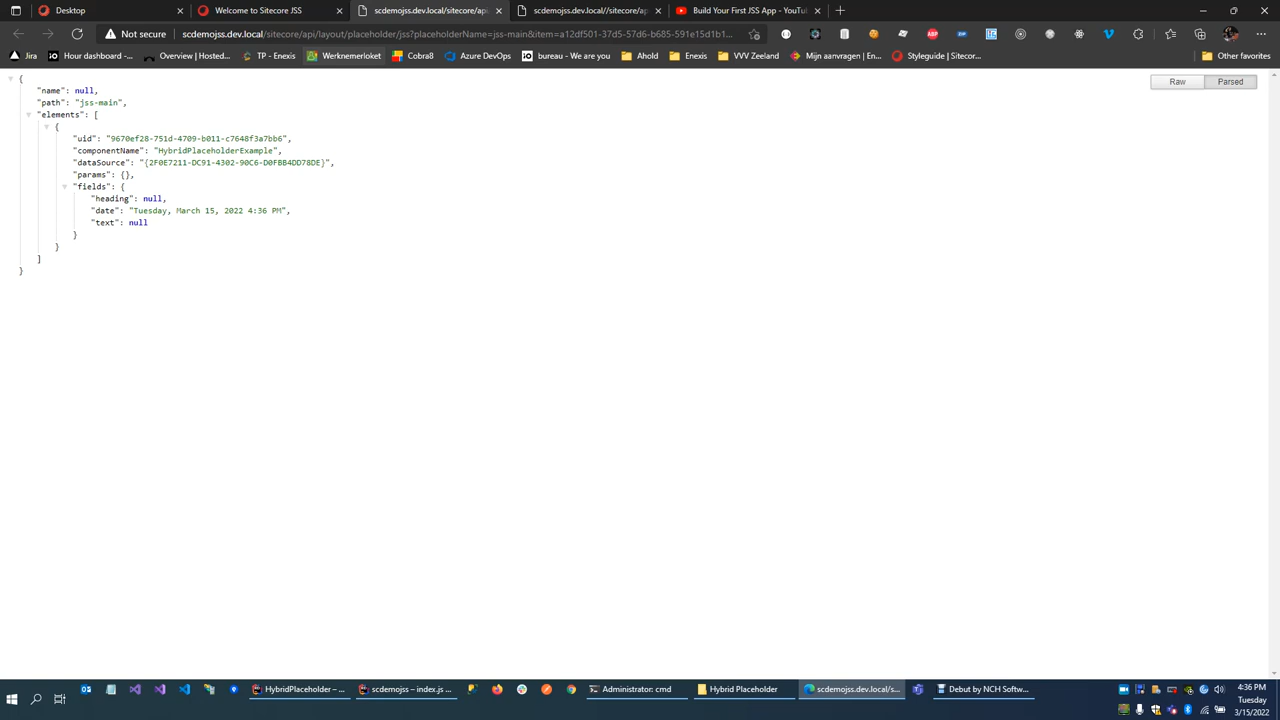 Desktop
Welcome to Sitecore JSS
scdemojss.dev.local/sitecore/api
scdemojss.dev.local//sitecore/ap
Build Your First JSS App - YouTu
Not secure
scdemojss.dev.local/sitecore/api/layout/placeholder/jss?placeholderName=jss-main&item=a12df501-37d5-57d6-b685-591e15d1b1...
Jira
Hour dashboard -...
Overview | Hosted...
TP - Enexis
Werknemerloket
Cobra8
Azure DevOps
bureau - We are you
Ahold
Enexis
VVV Zeeland
Mijn aanvragen | En...
Styleguide | Sitecor...
Other favorites
Raw
Parsed
{
"name": null,
"path": "jss-main",
"elements": [
{
"uid": "9670ef28-751d-4709-b011-c7648f3a7bb6",
"componentName": "HybridPlaceholderExample",
"dataSource": "{2F0E7211-DC91-4302-90C6-D0FBB4DD78DE}",
"params": {},
"fields": {
"heading": null,
"date": "Tuesday, March 15, 2022 4:36 PM",
"text": null
}
}
]
}
HybridPlaceholder – ...
scdemojss – index.js ...
Administrator: cmd
Hybrid Placeholder
scdemojss.dev.local/s...
Debut by NCH Softw...
4:36 PM
Tuesday
3/15/2022